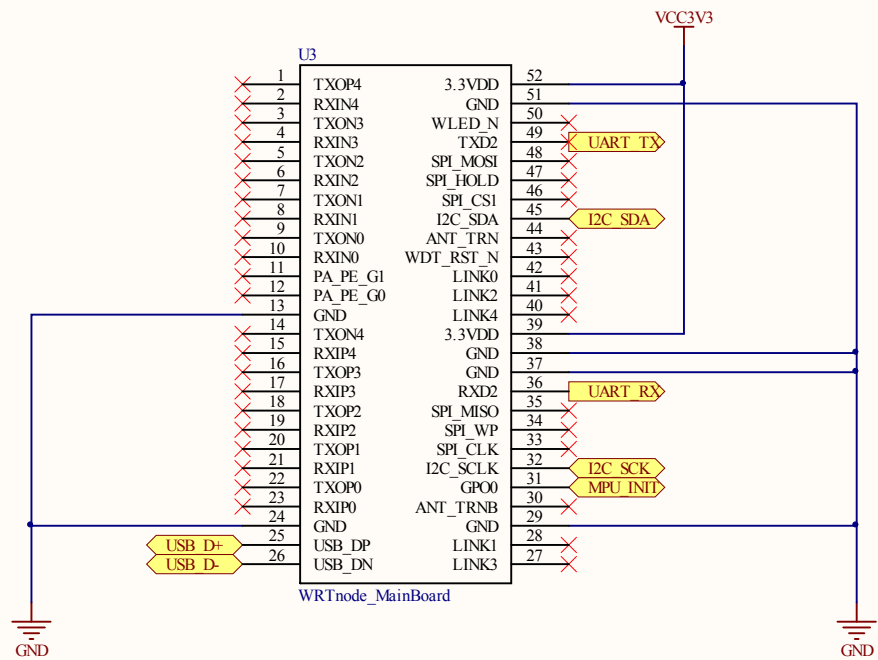 VCC3V3
U3
1 TXOP4 3.3VDD 52
2 RXIN4 GND 51
3 TXON3 WLED_N 50
4 RXIN3 TXD2 49 UART_TX
5 TXON2 SPI_MOSI 48
6 RXIN2 SPI_HOLD 47
7 TXON1 SPI_CS1 46
8 RXIN1 I2C_SDA 45 I2C_SDA
9 TXON0 ANT_TRN 44
10 RXIN0 WDT_RST_N 43
11 PA_PE_G1 LINK0 42
12 PA_PE_G0 LINK2 41
13 GND LINK4 40
14 TXON4 3.3VDD 39
15 RXIP4 GND 38
16 TXOP3 GND 37
17 RXIP3 RXD2 36 UART_RX
18 TXOP2 SPI_MISO 35
19 RXIP2 SPI_WP 34
20 TXOP1 SPI_CLK 33
21 RXIP1 I2C_SCLK 32 I2C_SCK
22 TXOP0 GPO0 31 MPU_INIT
23 RXIP0 ANT_TRNB 30
24 GND GND 29
USB_D+ 25 USB_DP LINK1 28
USB_D- 26 USB_DN LINK3 27
WRTnode_MainBoard
GND GND